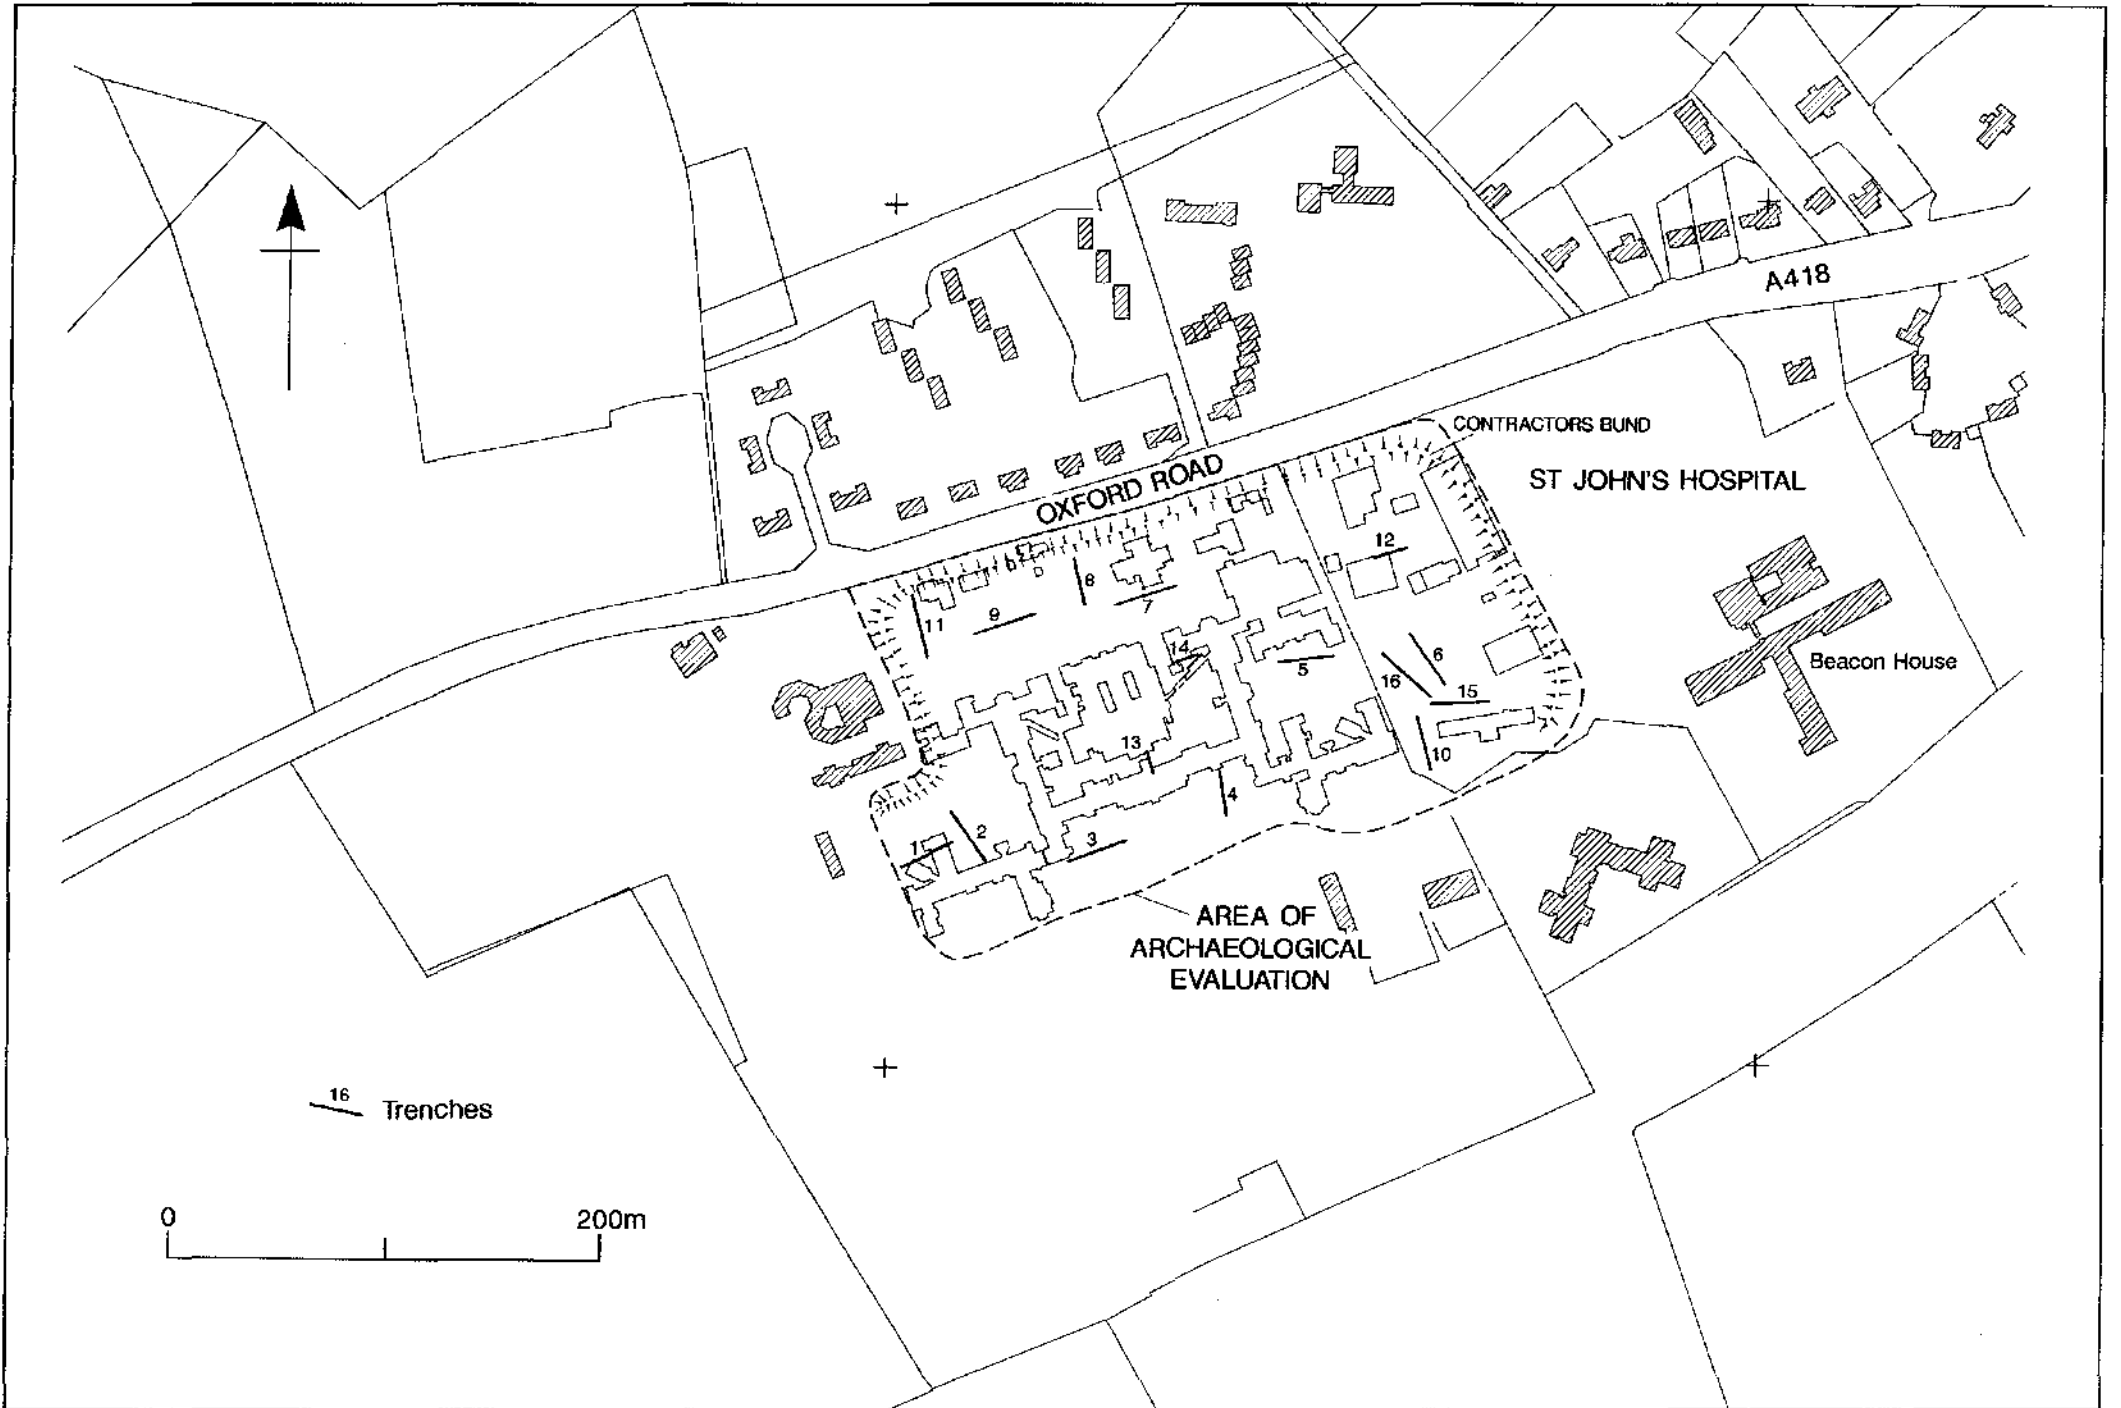 A418
CONTRACTORS BUND
ST JOHN'S HOSPITAL
OXFORD ROAD
12
8
7
9
11
14
5
6
16
15
Beacon House
13
10
4
2
1
3
AREA OF
ARCHAEOLOGICAL
EVALUATION
16
Trenches
0
200m